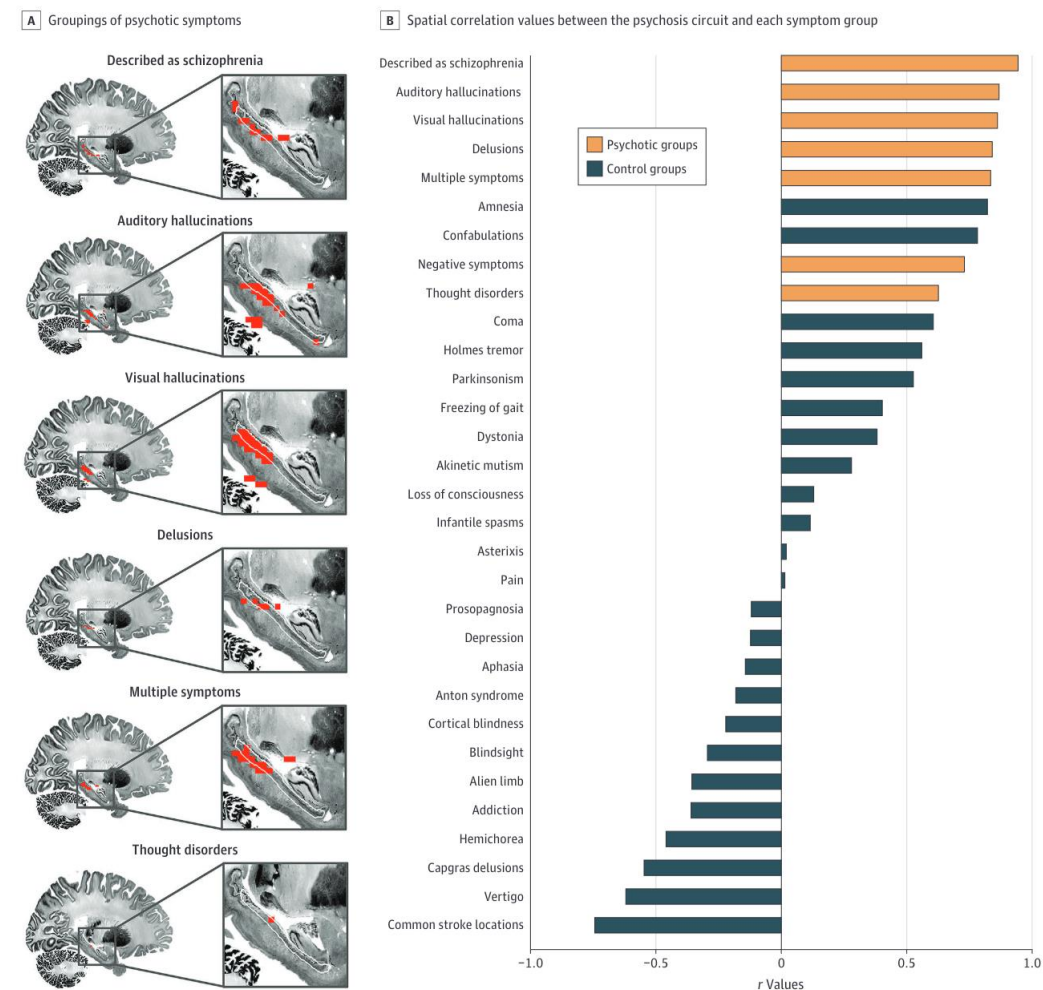 A Groupings of psychotic symptoms
Described as schizophrenia
Auditory hallucinations
Visual hallucinations
Delusions
Multiple symptoms
Thought disorders
B Spatial correlation values between the psychosis circuit and each symptom group
Described as schizophrenia
Auditory hallucinations
Visual hallucinations
Delusions
Multiple symptoms
Amnesia
Confabulations
Negative symptoms
Thought disorders
Coma
Holmes tremor
Parkinsonism
Freezing of gait
Dystonia
Akinetic mutism
Loss of consciousness
Infantile spasms
Asterixis
Pain
Prosopagnosia
Depression
Aphasia
Anton syndrome
Cortical blindness
Blindsight
Alien limb
Addiction
Hemichorea
Capgras delusions
Vertigo
Common stroke locations
Psychotic groups
Control groups
−1.0 −0.5 0 0.5 1.0
r Values